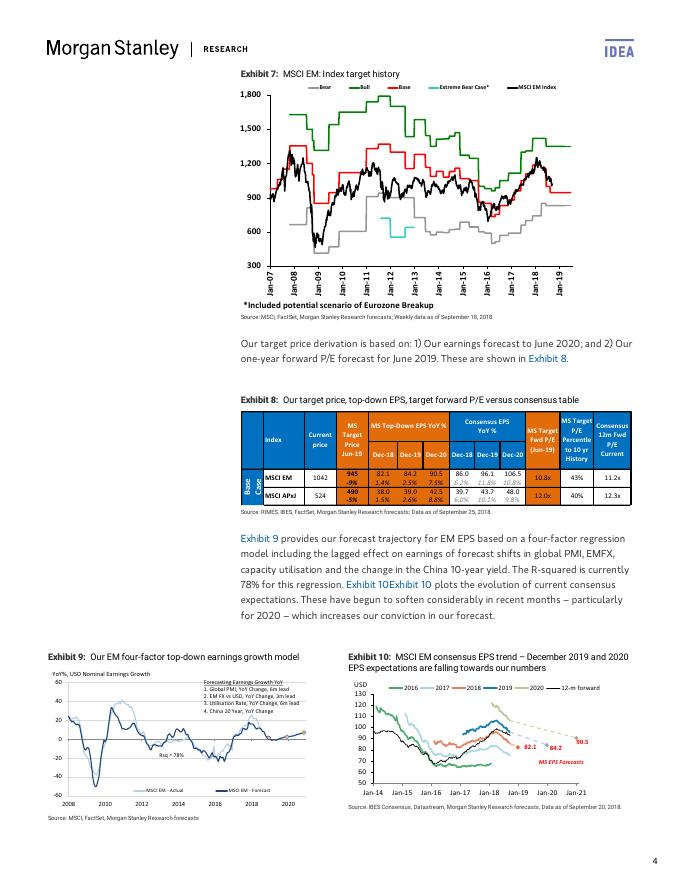 Morgan Stanley | RESEARCH
IDEA
Exhibit 7: MSCI EM: Index target history
Bear Bull Base Extreme Bear Case* MSCI EM Index
1,800
1,500
1,200
900
600
300
Jan-07 Jan-08 Jan-09 Jan-10 Jan-11 Jan-12 Jan-13 Jan-14 Jan-15 Jan-16 Jan-17 Jan-18 Jan-19
*Included potential scenario of Eurozone Breakup
Source: MSCI, FactSet, Morgan Stanley Research forecasts; Weekly data as of September 18, 2018.
Our target price derivation is based on: 1) Our earnings forecast to June 2020; and 2) Our
one-year forward P/E forecast for June 2019. These are shown in Exhibit 8.
Exhibit 8: Our target price, top-down EPS, target forward P/E versus consensus table
Index
Current price
MS Target Price Jun-19
MS Top-Down EPS YoY %
Dec-18 Dec-19 Dec-20
Consensus EPS YoY %
Dec-18 Dec-19 Dec-20
MS Target Fwd P/E (Jun-19)
MS Target P/E Percentle to 10 yr History
Consensus 12m Fwd P/E Current
Base Case
MSCI EM 1042 945 82.1 84.2 90.5 86.0 96.1 106.5 10.8x 43% 11.2x
-9% 1.4% 2.5% 7.5% 6.2% 11.8% 10.8%
MSCI APxJ 524 490 38.0 39.0 42.5 39.7 43.7 48.0 12.0x 40% 12.3x
-5% 1.5% 2.6% 8.8% 6.0% 10.1% 9.8%
Source: RIMES, IBES, FactSet, Morgan Stanley Research forecasts; Data as of September 25, 2018.
Exhibit 9 provides our forecast trajectory for EM EPS based on a four-factor regression
model including the lagged effect on earnings of forecast shifts in global PMI, EMFX,
capacity utilisation and the change in the China 10-year yield. The R-squared is currently
78% for this regression. Exhibit 10Exhibit 10 plots the evolution of current consensus
expectations. These have begun to soften considerably in recent months – particularly
for 2020 – which increases our conviction in our forecast.
Exhibit 9: Our EM four-factor top-down earnings growth model
YoY%, USD Nominal Earnings Growth
Forecasting Earnings Growth YoY
1. Global PMI, YoY Change, 6m lead
2. EM FX vs USD, YoY Change, 3m lead
3. Utilisation Rate, YoY Change, 6m lead
4. China 10 Year, YoY Change
60
40
20
0
-20
-40
-60
Rsq = 78%
MSCI EM - Actual MSCI EM - Forecast
2008 2010 2012 2014 2016 2018 2020
Source: MSCI, FactSet, Morgan Stanley Research forecasts
Exhibit 10: MSCI EM consensus EPS trend – December 2019 and 2020
EPS expectations are falling towards our numbers
USD
2016 2017 2018 2019 2020 12-m forward
130
120
110
100
90
80
70
60
50
82.1 84.2 90.5
MS EPS Forecasts
Jan-14 Jan-15 Jan-16 Jan-17 Jan-18 Jan-19 Jan-20 Jan-21
Source: IBES Consensus, Datastream, Morgan Stanley Research forecasts; Data as of September 20, 2018.
4